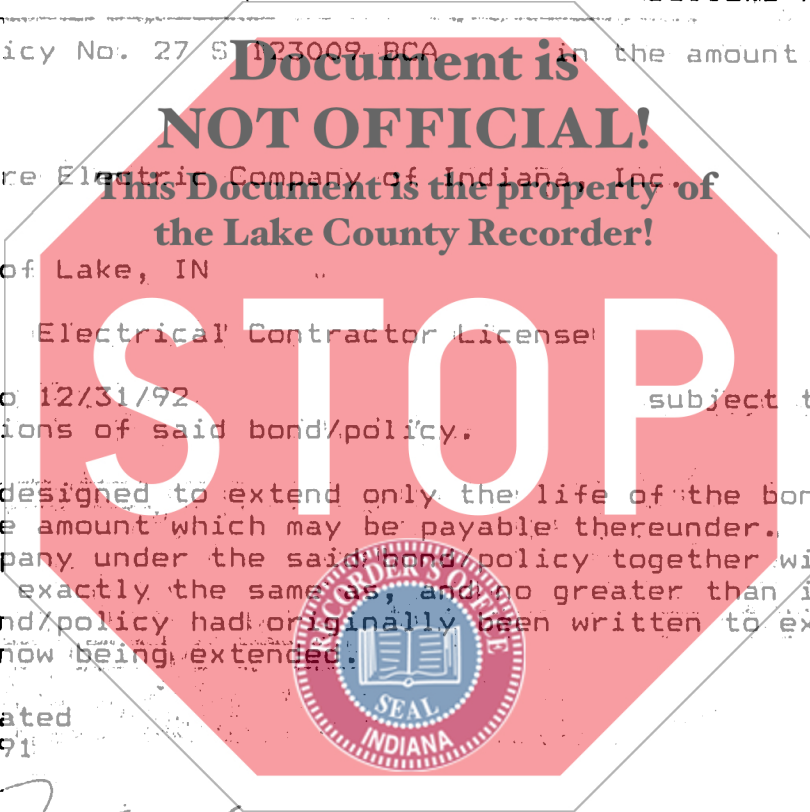 icy No. 27 S 123009 BCA in the amount
Document is
NOT OFFICIAL!
re Electric Company of Indiana, Inc.
This Document is the property of
the Lake County Recorder!
of Lake, IN
STOP
Electrical Contractor License
o 12/31/92 subject t
ions of said bond/policy.
designed to extend only the life of the bon
e amount which may be payable thereunder.
pany under the said bond/policy together wi
exactly the same as, and no greater than i
nd/policy had originally been written to ex
now being extended.
RECORDER'S OFFICE
SEAL
INDIANA
ated
91